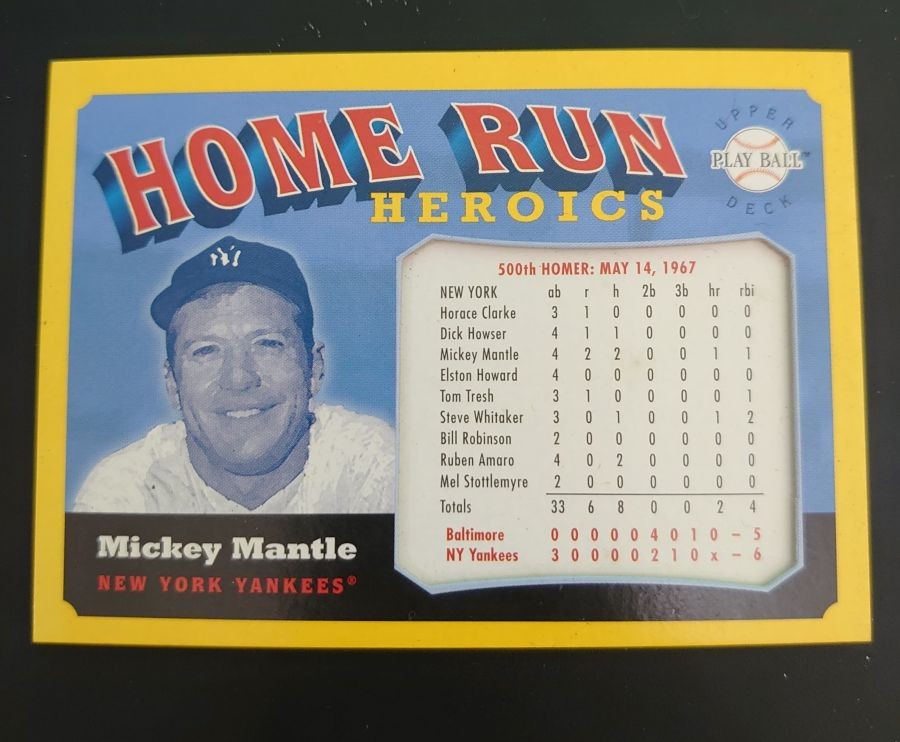 HOME RUN
HEROICS
UPPER
PLAY BALL™
DECK
NY
500th HOMER: MAY 14, 1967
NEW YORK ab r h 2b 3b hr rbi
Horace Clarke 3 1 0 0 0 0 0
Dick Howser 4 1 1 0 0 0 0
Mickey Mantle 4 2 2 0 0 1 1
Elston Howard 4 0 0 0 0 0 0
Tom Tresh 3 1 0 0 0 0 1
Steve Whitaker 3 0 1 0 0 1 2
Bill Robinson 2 0 0 0 0 0 0
Ruben Amaro 4 0 2 0 0 0 0
Mel Stottlemyre 2 0 0 0 0 0 0
Totals 33 6 8 0 0 2 4
Baltimore 0 0 0 0 0 4 0 1 0 – 5
NY Yankees 3 0 0 0 0 2 1 0 x – 6
Mickey Mantle
NEW YORK YANKEES®